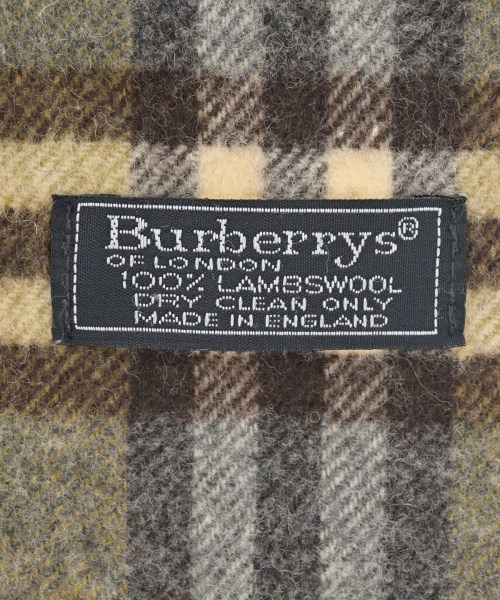 Burberrys®
OF LONDON
100% LAMBSWOOL
DRY CLEAN ONLY
MADE IN ENGLAND